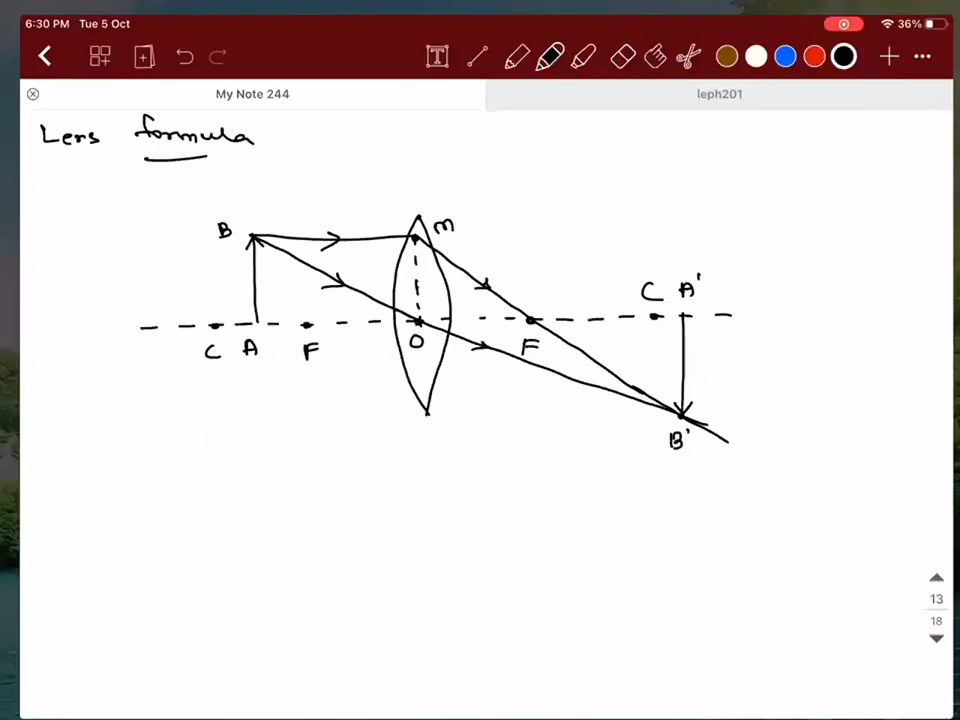 6:30 PM Tue 5 Oct
36%
T
My Note 244
leph201
Lens formula
B
M
C A'
C A F O F
B'
13
18